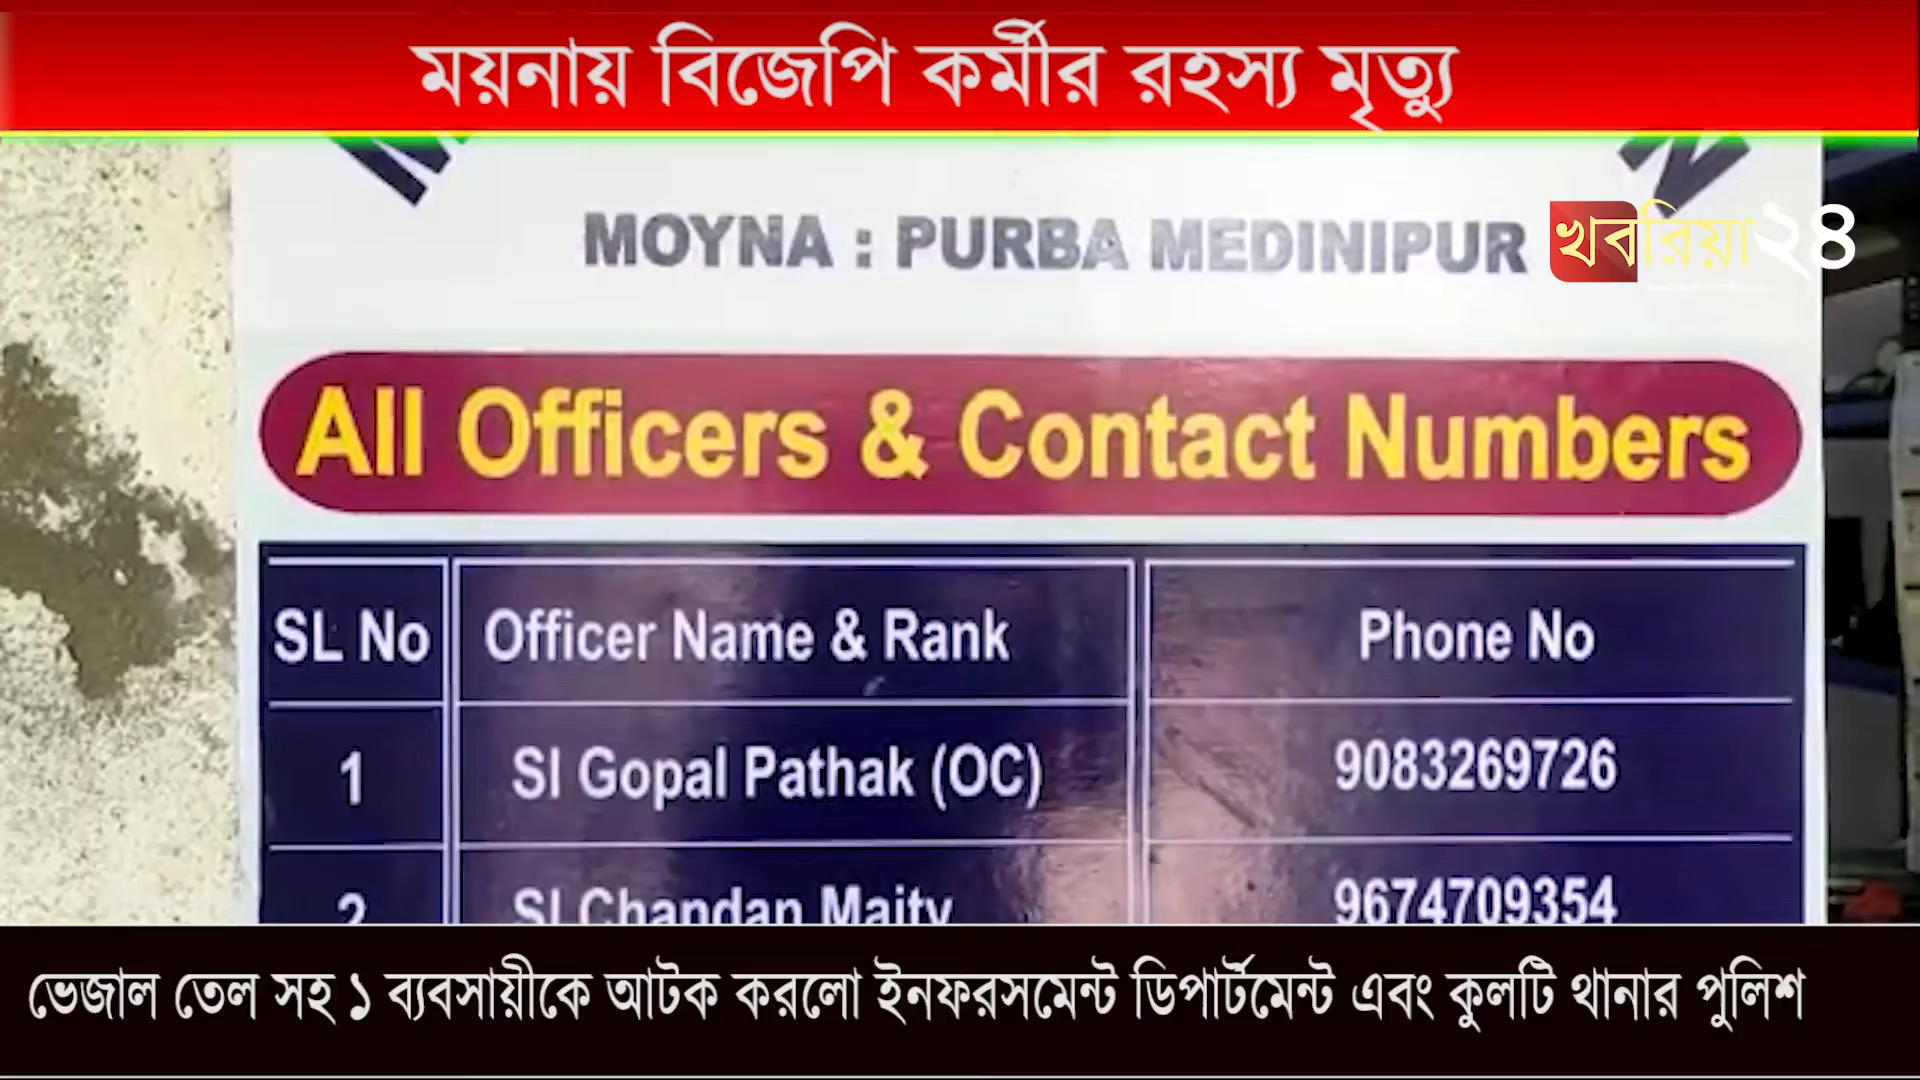 ময়নায় বিজেপি কর্মীর রহস্য মৃত্যু
MOYNA : PURBA MEDINIPUR
খবরিয়া২৪
All Officers & Contact Numbers
SL No Officer Name & Rank Phone No
1 SI Gopal Pathak (OC) 9083269726
2 SI Chandan Maity 9674709354
ভেজাল তেল সহ ১ ব্যবসায়ীকে আটক করলো ইনফরসমেন্ট ডিপার্টমেন্ট এবং কুলটি থানার পুলিশ